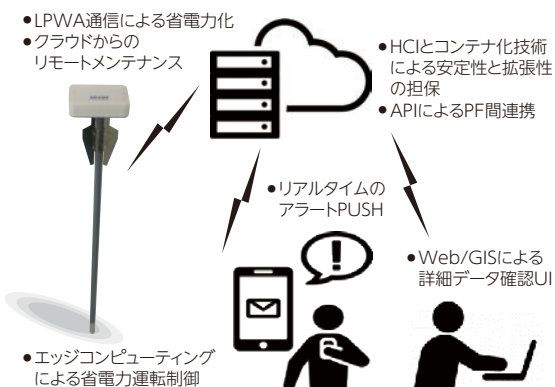 ●LPWA通信による省電力化
●クラウドからの
リモートメンテナンス
●HCIとコンテナ化技術
による安定性と拡張性
の担保
●APIによるPF間連携
●リアルタイムの
アラートPUSH
●Web/GISによる
詳細データ確認UI
●エッジコンピューティング
による省電力運転制御